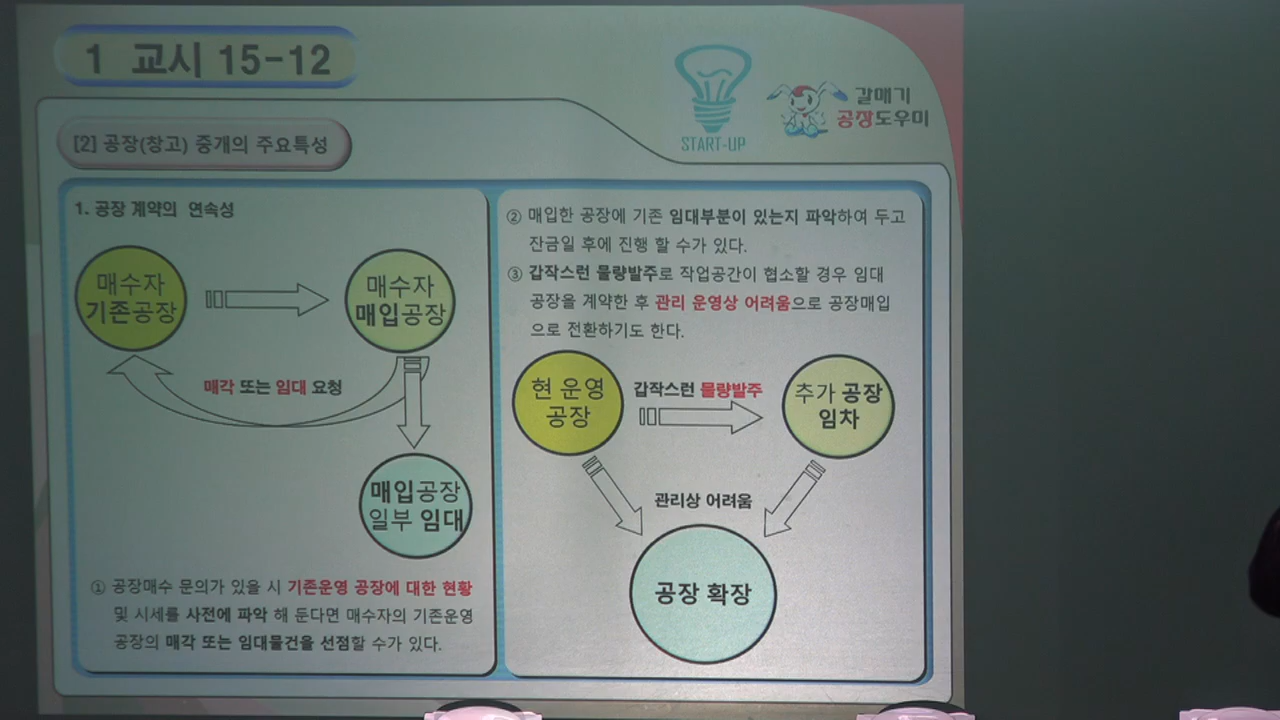 1 교시 15-12
START-UP
갈매기
공장도우미
[2] 공장(창고) 중개의 주요특성
1. 공장 계약의 연속성
매수자
기존공장
매수자
매입공장
매각 또는 임대 요청
매입공장
일부 임대
① 공장매수 문의가 있을 시 기존운영 공장에 대한 현황
및 시세를 사전에 파악 해 둔다면 매수자의 기존운영
공장의 매각 또는 임대물건을 선점할 수가 있다.
② 매입한 공장에 기존 임대부분이 있는지 파악하여 두고
잔금일 후에 진행 할 수가 있다.
③ 갑작스런 물량발주로 작업공간이 협소할 경우 임대
공장을 계약한 후 관리 운영상 어려움으로 공장매입
으로 전환하기도 한다.
현 운영
공장
갑작스런 물량발주
추가 공장
임차
관리상 어려움
공장 확장